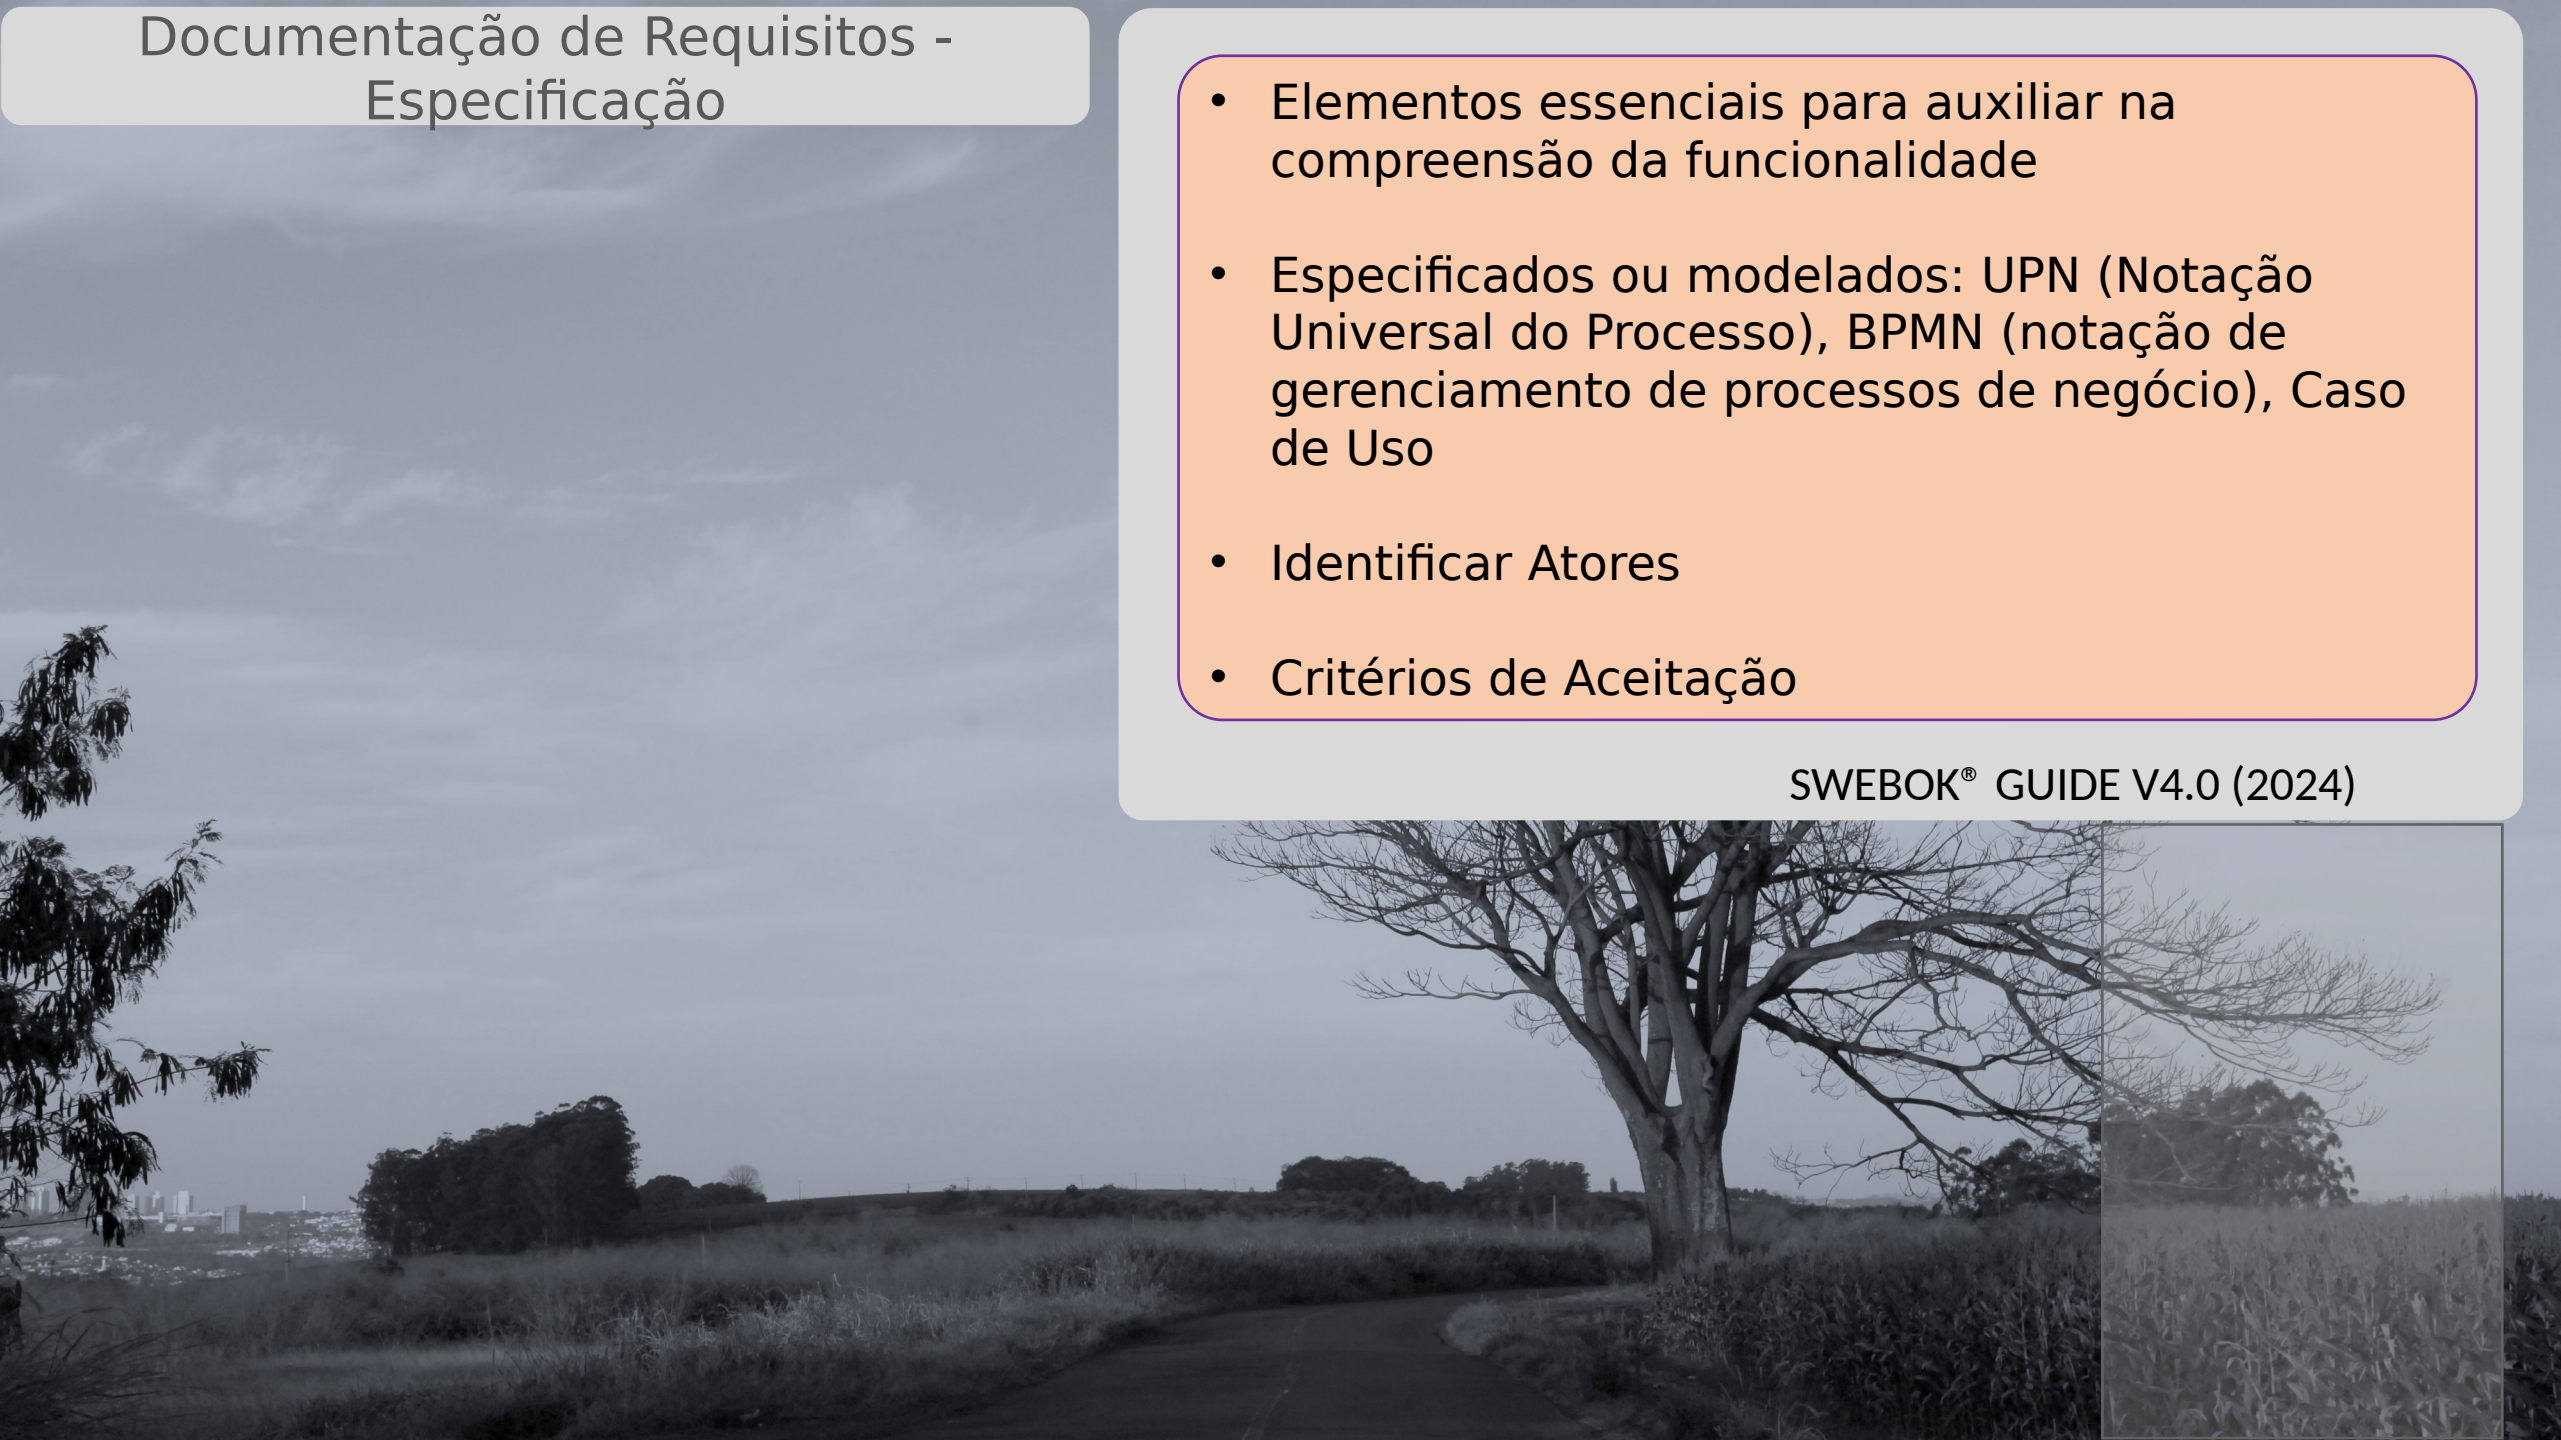 Documentação de Requisitos -
Especificação
• Elementos essenciais para auxiliar na
compreensão da funcionalidade
• Especificados ou modelados: UPN (Notação
Universal do Processo), BPMN (notação de
gerenciamento de processos de negócio), Caso
de Uso
• Identificar Atores
• Critérios de Aceitação
SWEBOK® GUIDE V4.0 (2024)